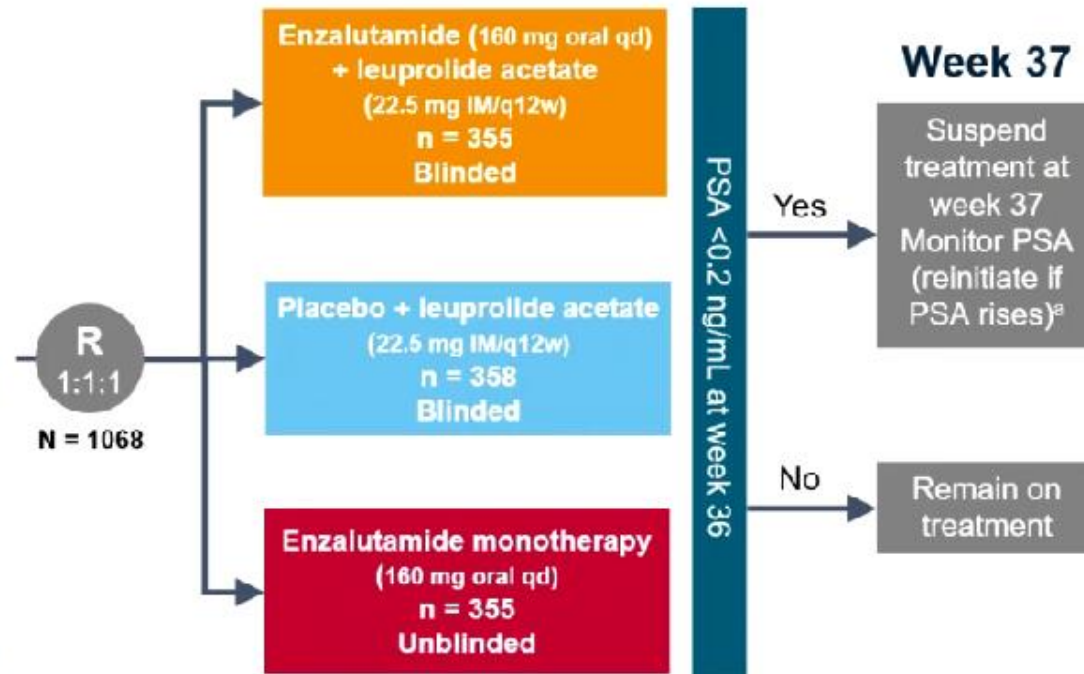 R
1:1:1
N = 1068
Enzalutamide (160 mg oral qd)
+ leuprolide acetate
(22.5 mg IM/q12w)
n = 355
Blinded
Placebo + leuprolide acetate
(22.5 mg IM/q12w)
n = 358
Blinded
Enzalutamide monotherapy
(160 mg oral qd)
n = 355
Unblinded
PSA <0.2 ng/mL at week 36
Yes
No
Week 37
Suspend
treatment at
week 37
Monitor PSA
(reinitiate if
PSA rises)ᵃ
Remain on
treatment